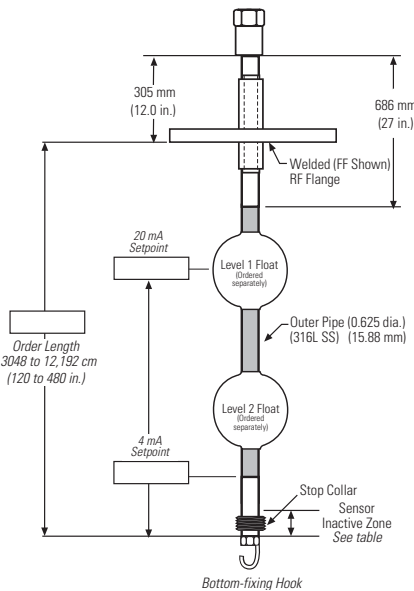 305 mm
(12.0 in.)
686 mm
(27 in.)
Welded (FF Shown)
RF Flange
20 mA
Setpoint
Level 1 Float
(Ordered
separately)
Order Length
3048 to 12,192 cm
(120 to 480 in.)
Outer Pipe (0.625 dia.)
(316L SS) (15.88 mm)
Level 2 Float
(Ordered
separately)
4 mA
Setpoint
Stop Collar
Sensor
Inactive Zone
See table
Bottom-fixing Hook